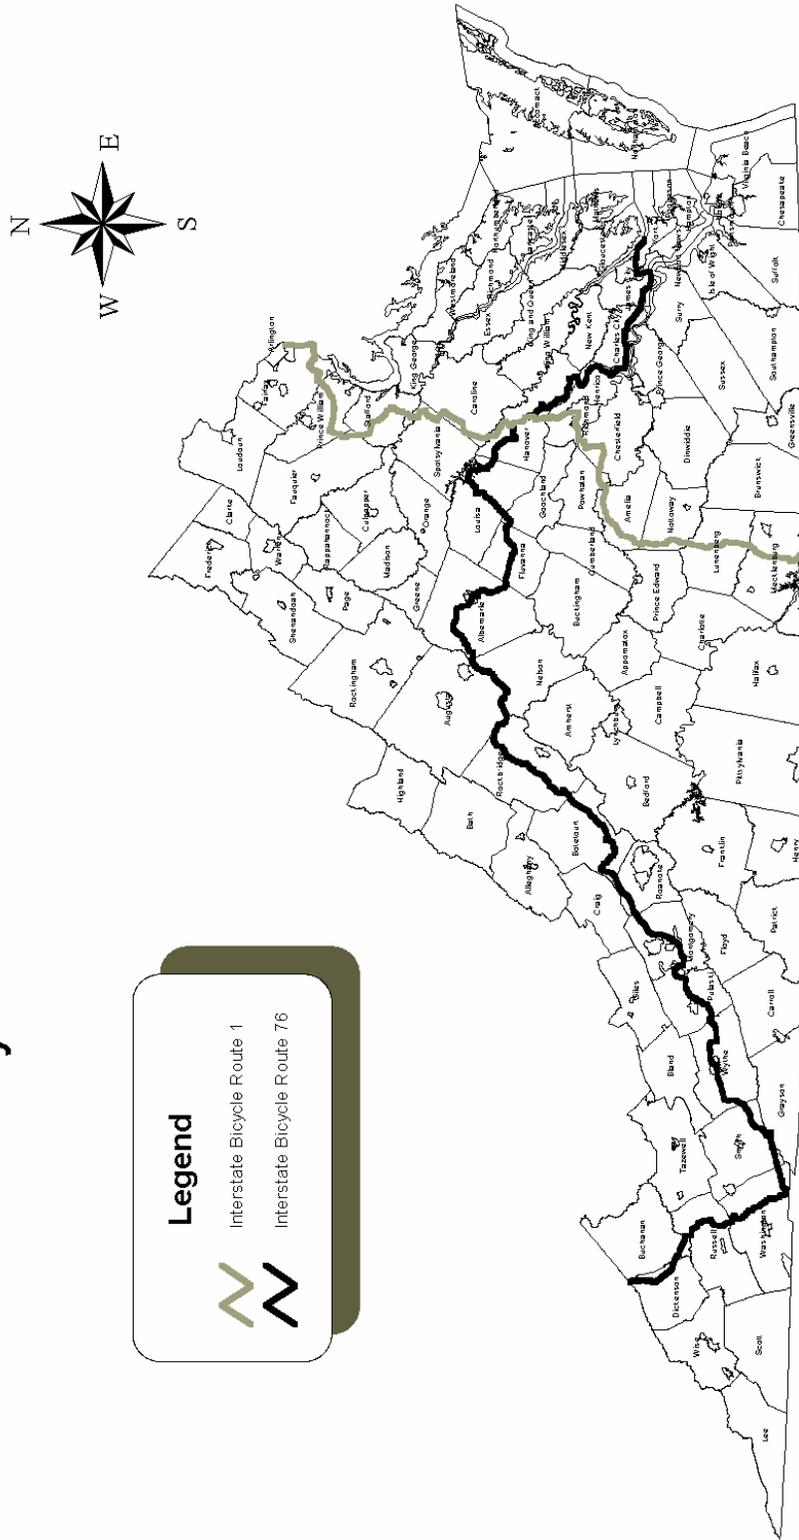 N
W
E
S
Legend
Interstate Bicycle Route 1
Interstate Bicycle Route 76
Arlington
Fairfax
Loudoun
Prince William
Clarke
Fauquier
Stafford
Frederick
Warren
Rappahannock
Culpeper
King George
Westmoreland
Northumberland
Accomack
Shenandoah
Page
Madison
Orange
Spotsylvania
Caroline
Essex
Richmond
Lancaster
Rockingham
Greene
Louisa
Hanover
King and Queen
King William
Middlesex
Mathews
Northampton
Highland
Augusta
Albemarle
Fluvanna
Goochland
Henrico
New Kent
Gloucester
Bath
Rockbridge
Nelson
Buckingham
Cumberland
Powhatan
Richmond
Chesterfield
Charles City
James City
York
Hampton
Newport News
Alleghany
Botetourt
Amherst
Appomattox
Prince Edward
Amelia
Prince George
Surry
Isle of Wight
Virginia Beach
Craig
Roanoke
Bedford
Lynchburg
Campbell
Charlotte
Nottoway
Dinwiddie
Sussex
Southampton
Suffolk
Chesapeake
Giles
Montgomery
Franklin
Pittsylvania
Halifax
Lunenburg
Mecklenburg
Brunswick
Greensville
Buchanan
Tazewell
Bland
Pulaski
Floyd
Henry
Dickenson
Russell
Smyth
Wythe
Carroll
Patrick
Wise
Scott
Washington
Grayson
Lee